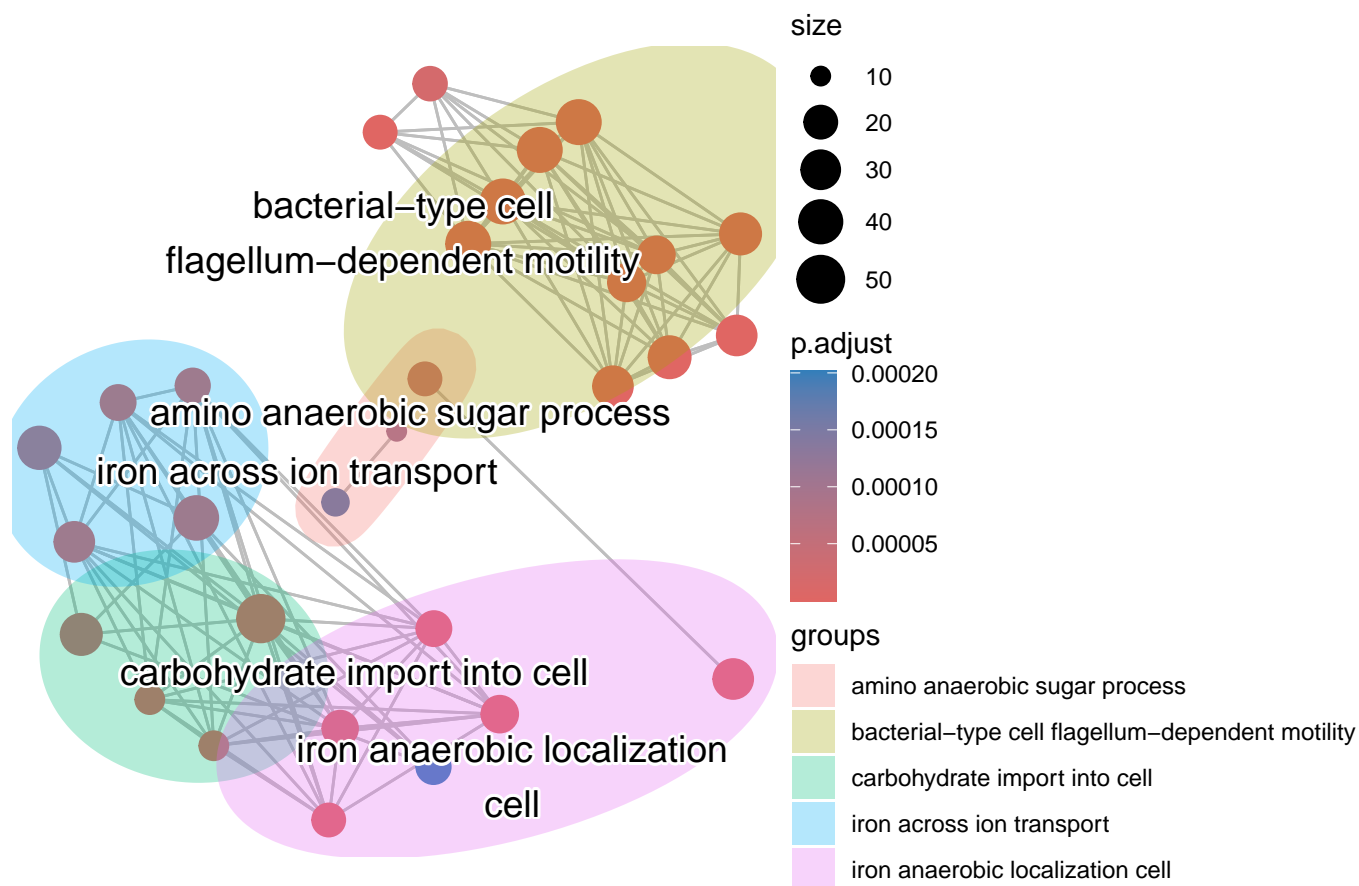 bacterial−type cell
flagellum−dependent motility
amino anaerobic sugar process
iron across ion transport
carbohydrate import into cell
iron anaerobic localization
cell
size
10
20
30
40
50
p.adjust
0.00020
0.00015
0.00010
0.00005
groups
amino anaerobic sugar process
bacterial−type cell flagellum−dependent motility
carbohydrate import into cell
iron across ion transport
iron anaerobic localization cell